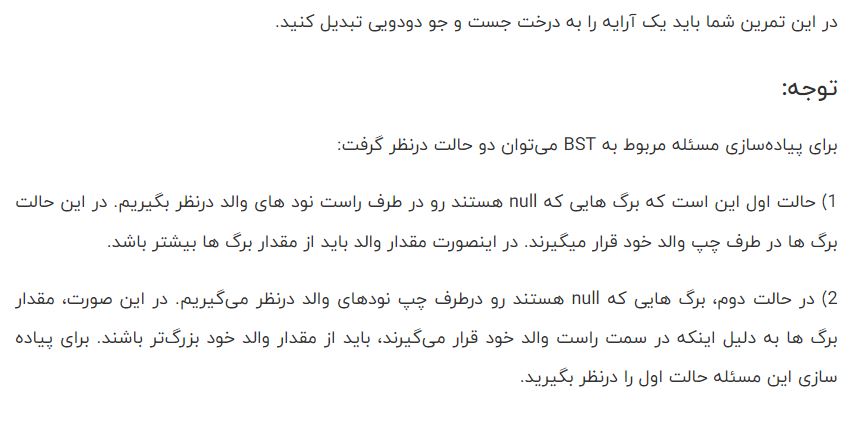 در این تمرین شما باید یک آرایه را به درخت جست و جو دودویی تبدیل کنید.
توجه:
برای پیاده‌سازی مسئله مربوط به BST می‌توان دو حالت درنظر گرفت:
1) حالت اول این است که برگ هایی که null هستند رو در طرف راست نود های والد درنظر بگیریم. در این حالت
برگ ها در طرف چپ والد خود قرار میگیرند. در اینصورت مقدار والد باید از مقدار برگ ها بیشتر باشد.
2) در حالت دوم، برگ هایی که null هستند رو درطرف چپ نودهای والد درنظر می‌گیریم. در این صورت، مقدار
برگ ها به دلیل اینکه در سمت راست والد خود قرار می‌گیرند، باید از مقدار والد خود بزرگ‌تر باشند. برای پیاده
سازی این مسئله حالت اول را درنظر بگیرید.